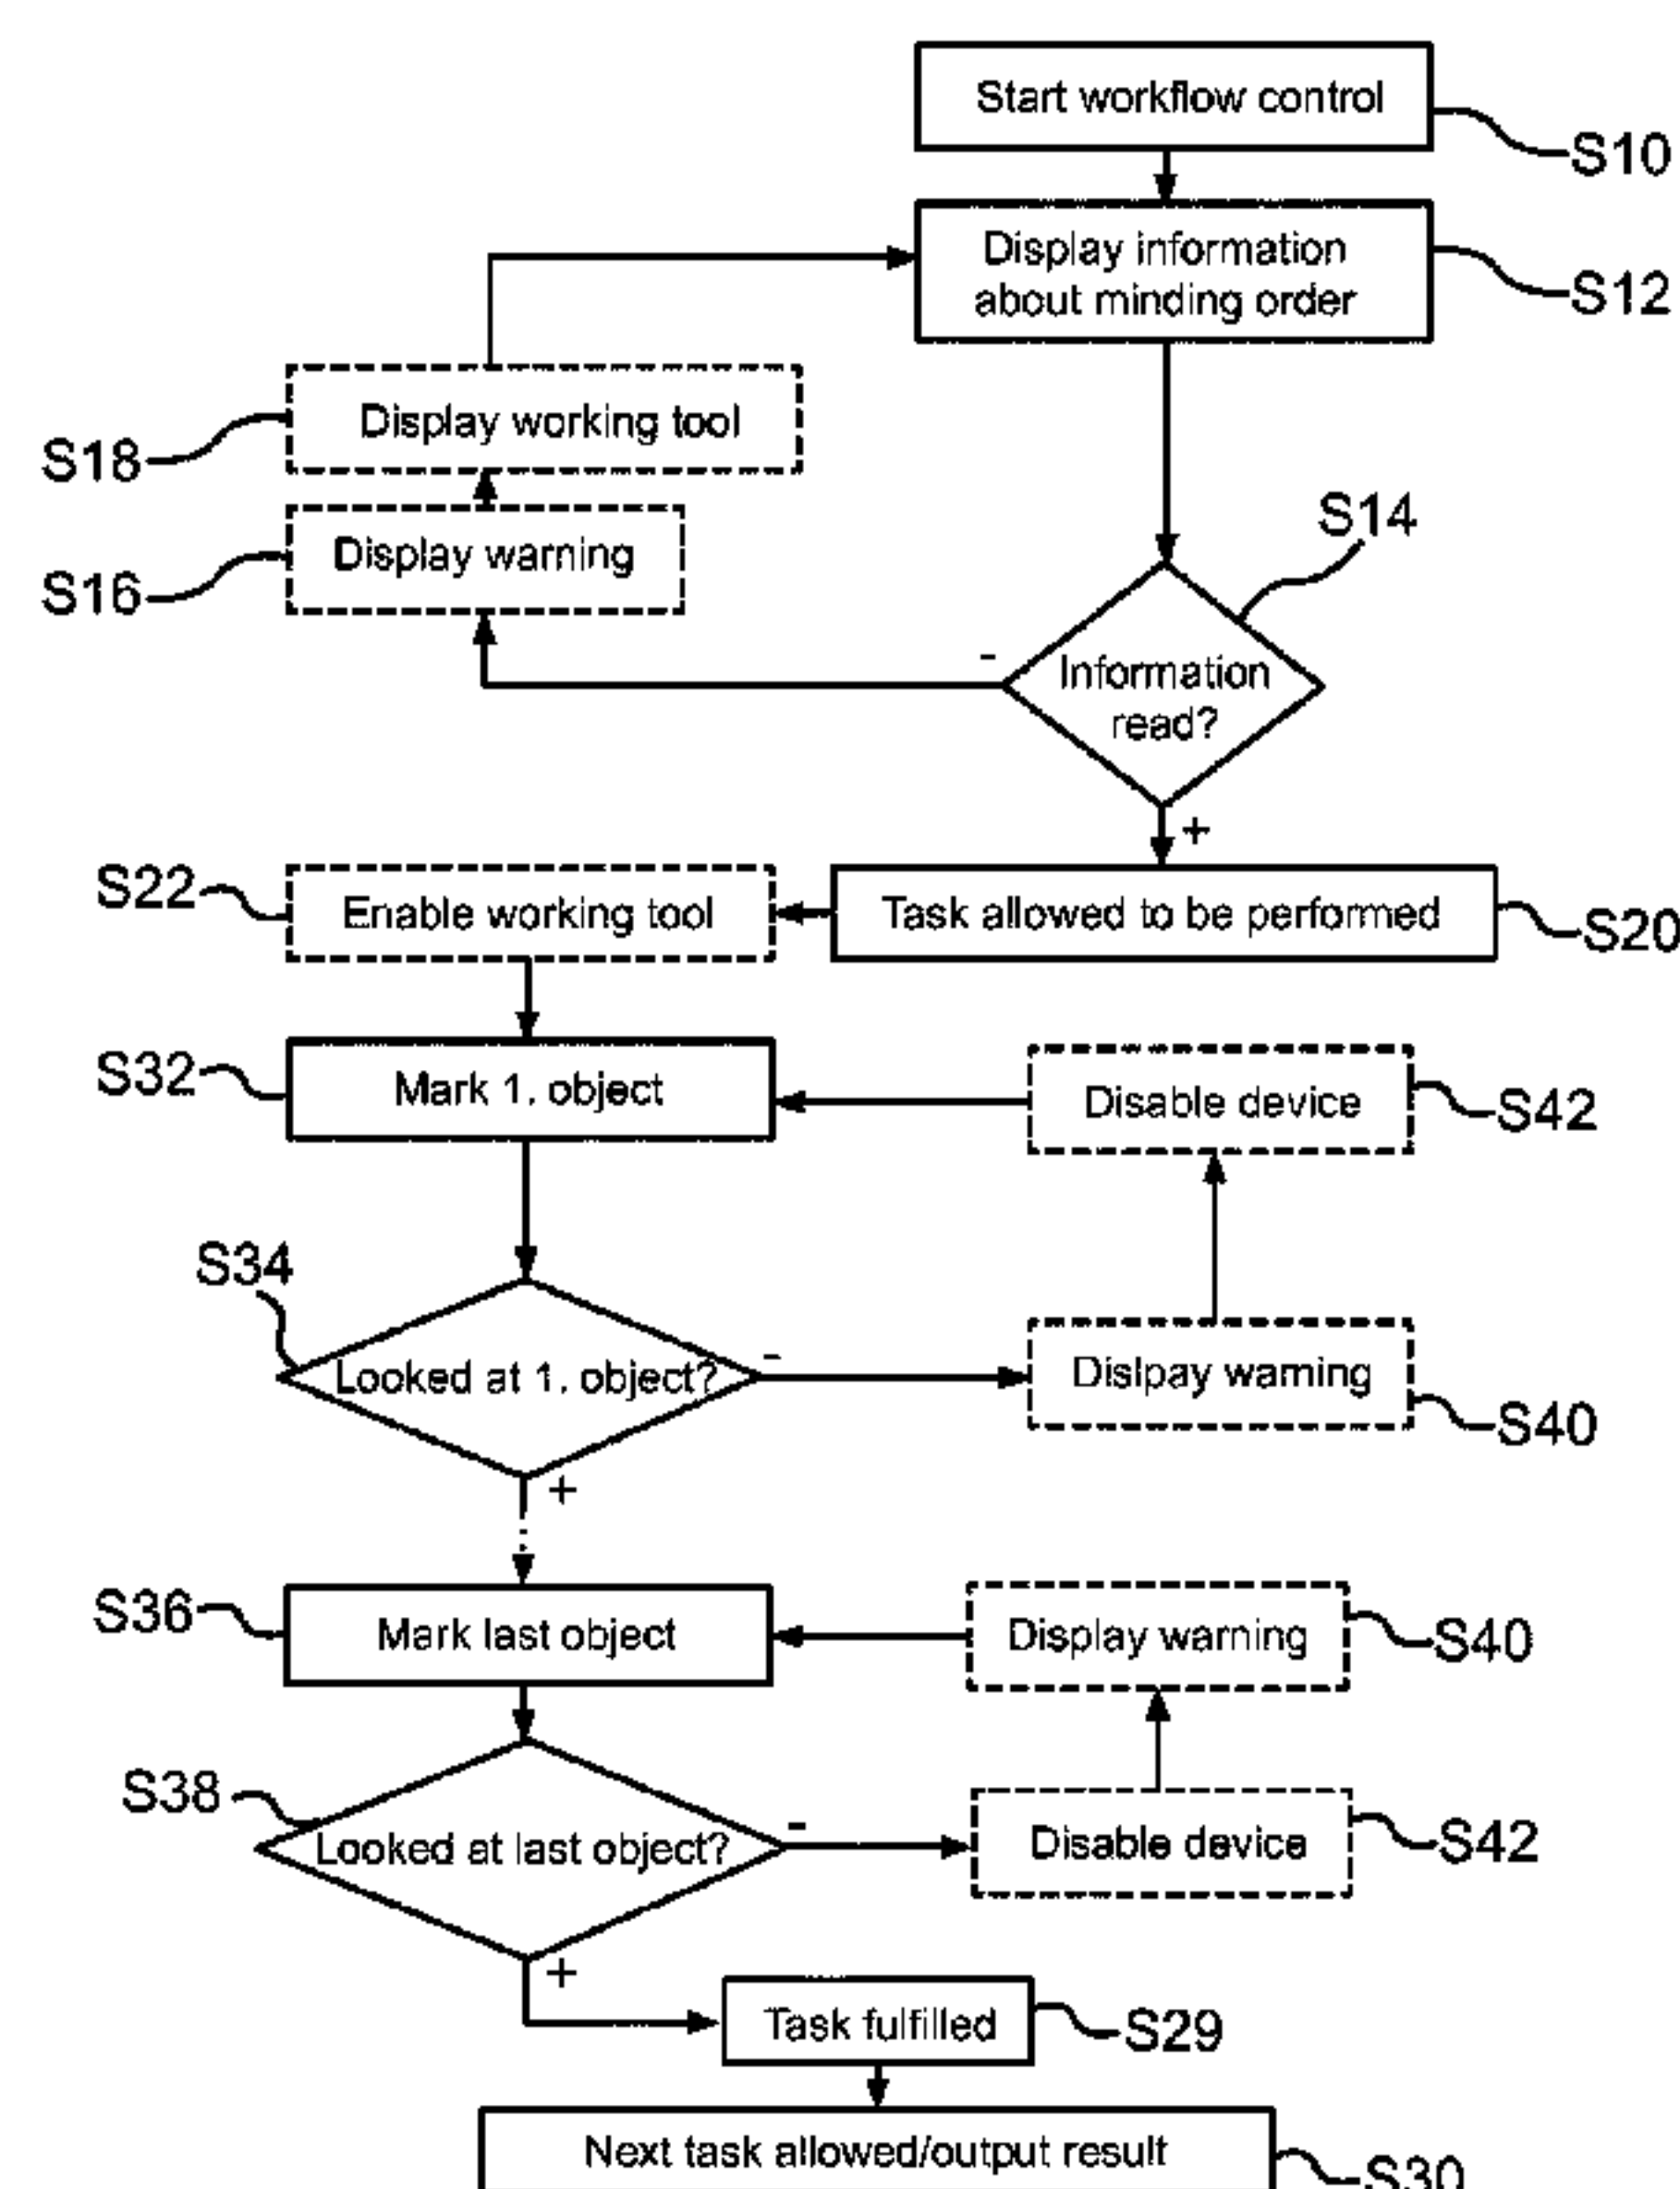 Start workflow control
S10
Display information
about minding order
S12
Display working tool
S18
Display warning
S16
S14
-
Information
read?
+
S22
Enable working tool
Task allowed to be performed
S20
S32
Mark 1. object
Disable device
S42
S34
Looked at 1. object?
-
Dislpay warning
S40
+
S36
Mark last object
Display warning
S40
S38
Looked at last object?
-
Disable device
S42
+
Task fulfilled
S29
Next task allowed/output result
S30